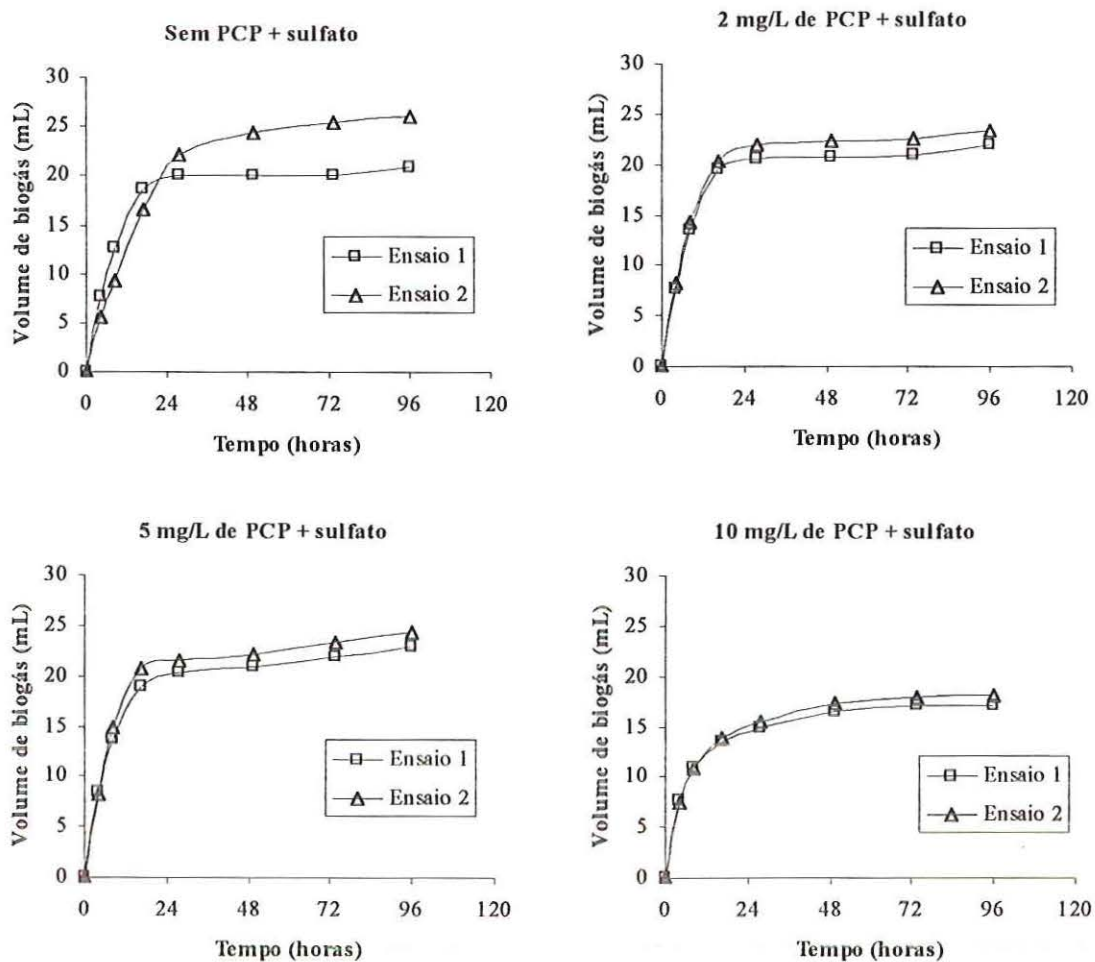 Sem PCP + sulfato
Volume de biogás (mL)
30
25
20
15
10
5
0
Ensaio 1
Ensaio 2
0 24 48 72 96 120
Tempo (horas)
2 mg/L de PCP + sulfato
Volume de biogás (mL)
30
25
20
15
10
5
0
Ensaio 1
Ensaio 2
0 24 48 72 96 120
Tempo (horas)
5 mg/L de PCP + sulfato
Volume de biogás (mL)
30
25
20
15
10
5
0
Ensaio 1
Ensaio 2
0 24 48 72 96 120
Tempo (horas)
10 mg/L de PCP + sulfato
Volume de biogás (mL)
30
25
20
15
10
5
0
Ensaio 1
Ensaio 2
0 24 48 72 96 120
Tempo (horas)